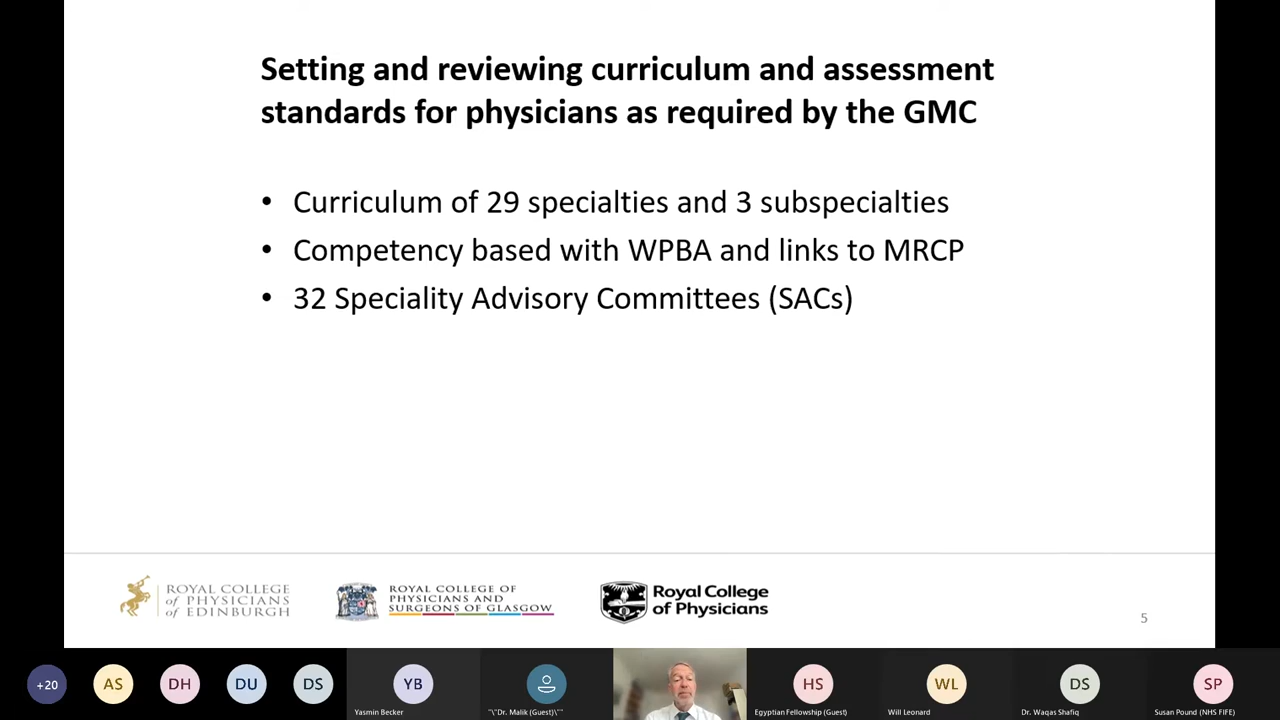 Setting and reviewing curriculum and assessment
standards for physicians as required by the GMC
• Curriculum of 29 specialties and 3 subspecialties
• Competency based with WPBA and links to MRCP
• 32 Speciality Advisory Committees (SACs)
ROYAL COLLEGE
of PHYSICIANS
of EDINBURGH
ROYAL COLLEGE OF
PHYSICIANS AND
SURGEONS OF GLASGOW
Royal College
of Physicians
5
+20
AS
DH
DU
DS
YB
HS
WL
DS
SP
Yasmin Becker
"\"Dr. Malik (Guest)\""
Egyptian Fellowship (Guest)
Will Leonard
Dr. Waqas Shafiq
Susan Pound (NHS FIFE)